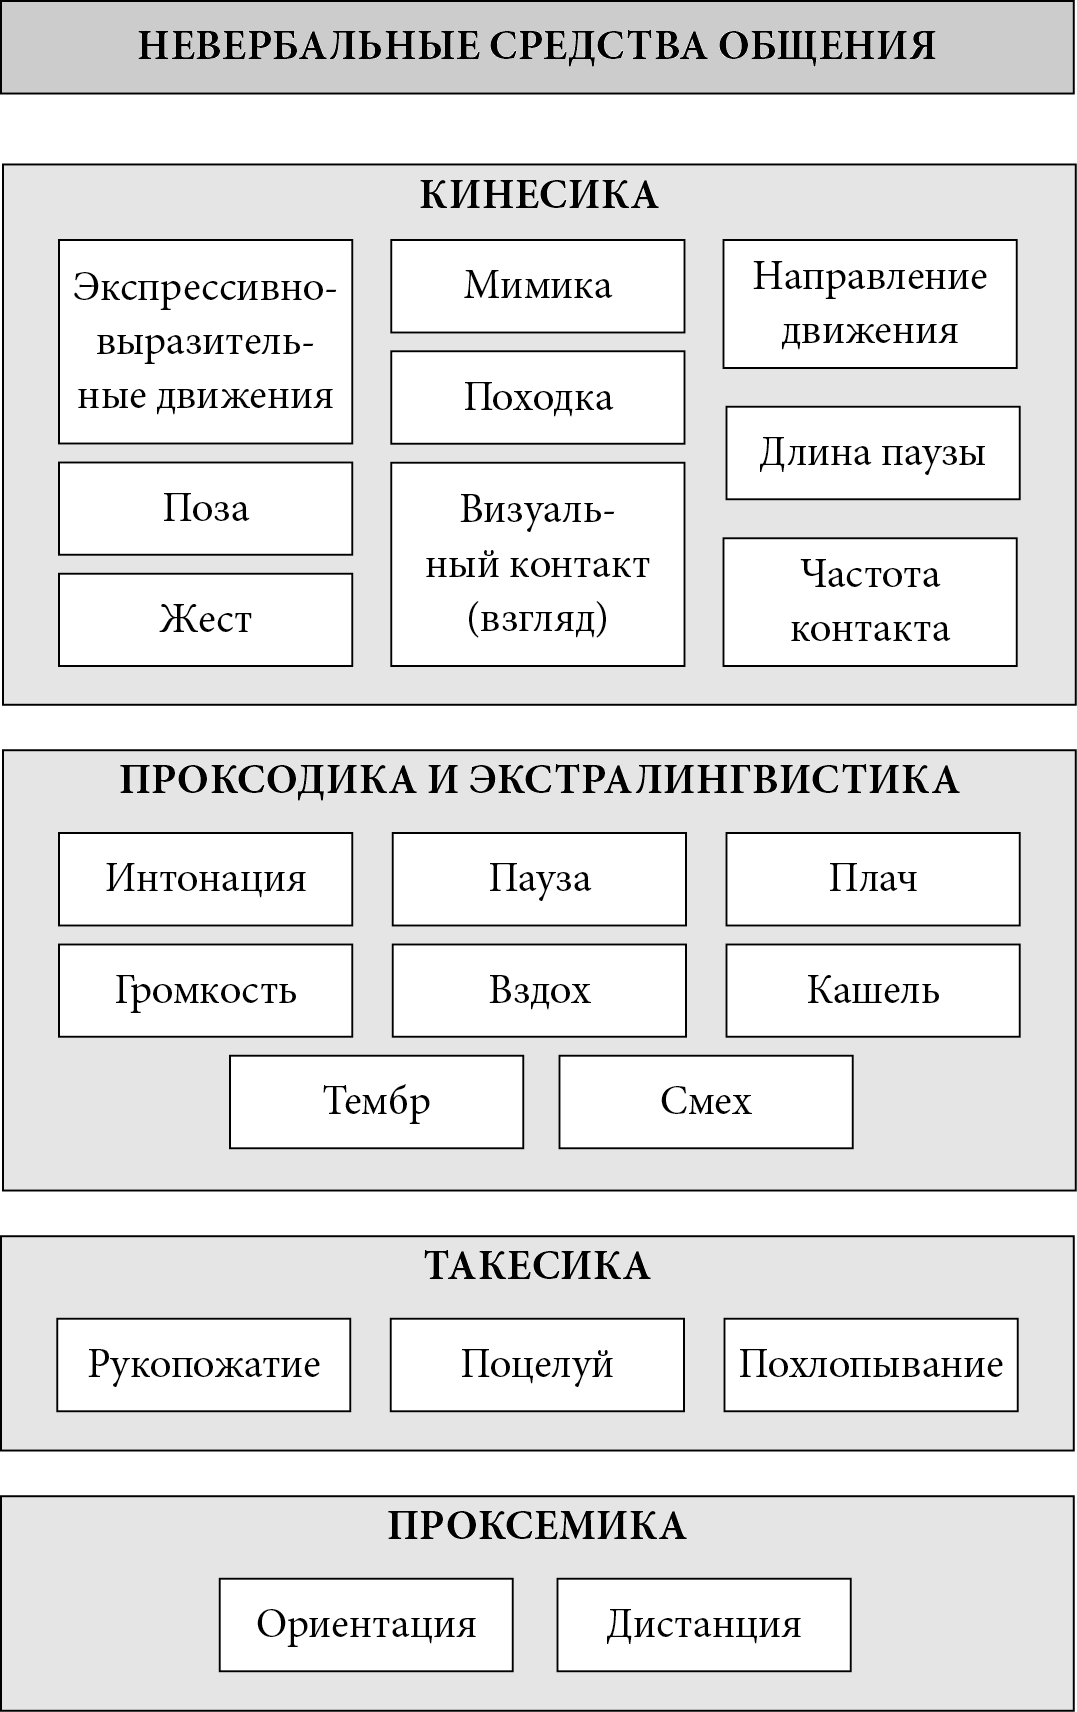 НЕВЕРБАЛЬНЫЕ СРЕДСТВА ОБЩЕНИЯ
КИНЕСИКА
Экспрессивно-
выразитель-
ные движения
Поза
Жест
Мимика
Походка
Визуаль-
ный контакт
(взгляд)
Направление
движения
Длина паузы
Частота
контакта
ПРОКСОДИКА И ЭКСТРАЛИНГВИСТИКА
Интонация
Пауза
Плач
Громкость
Вздох
Кашель
Тембр
Смех
ТАКЕСИКА
Рукопожатие
Поцелуй
Похлопывание
ПРОКСЕМИКА
Ориентация
Дистанция